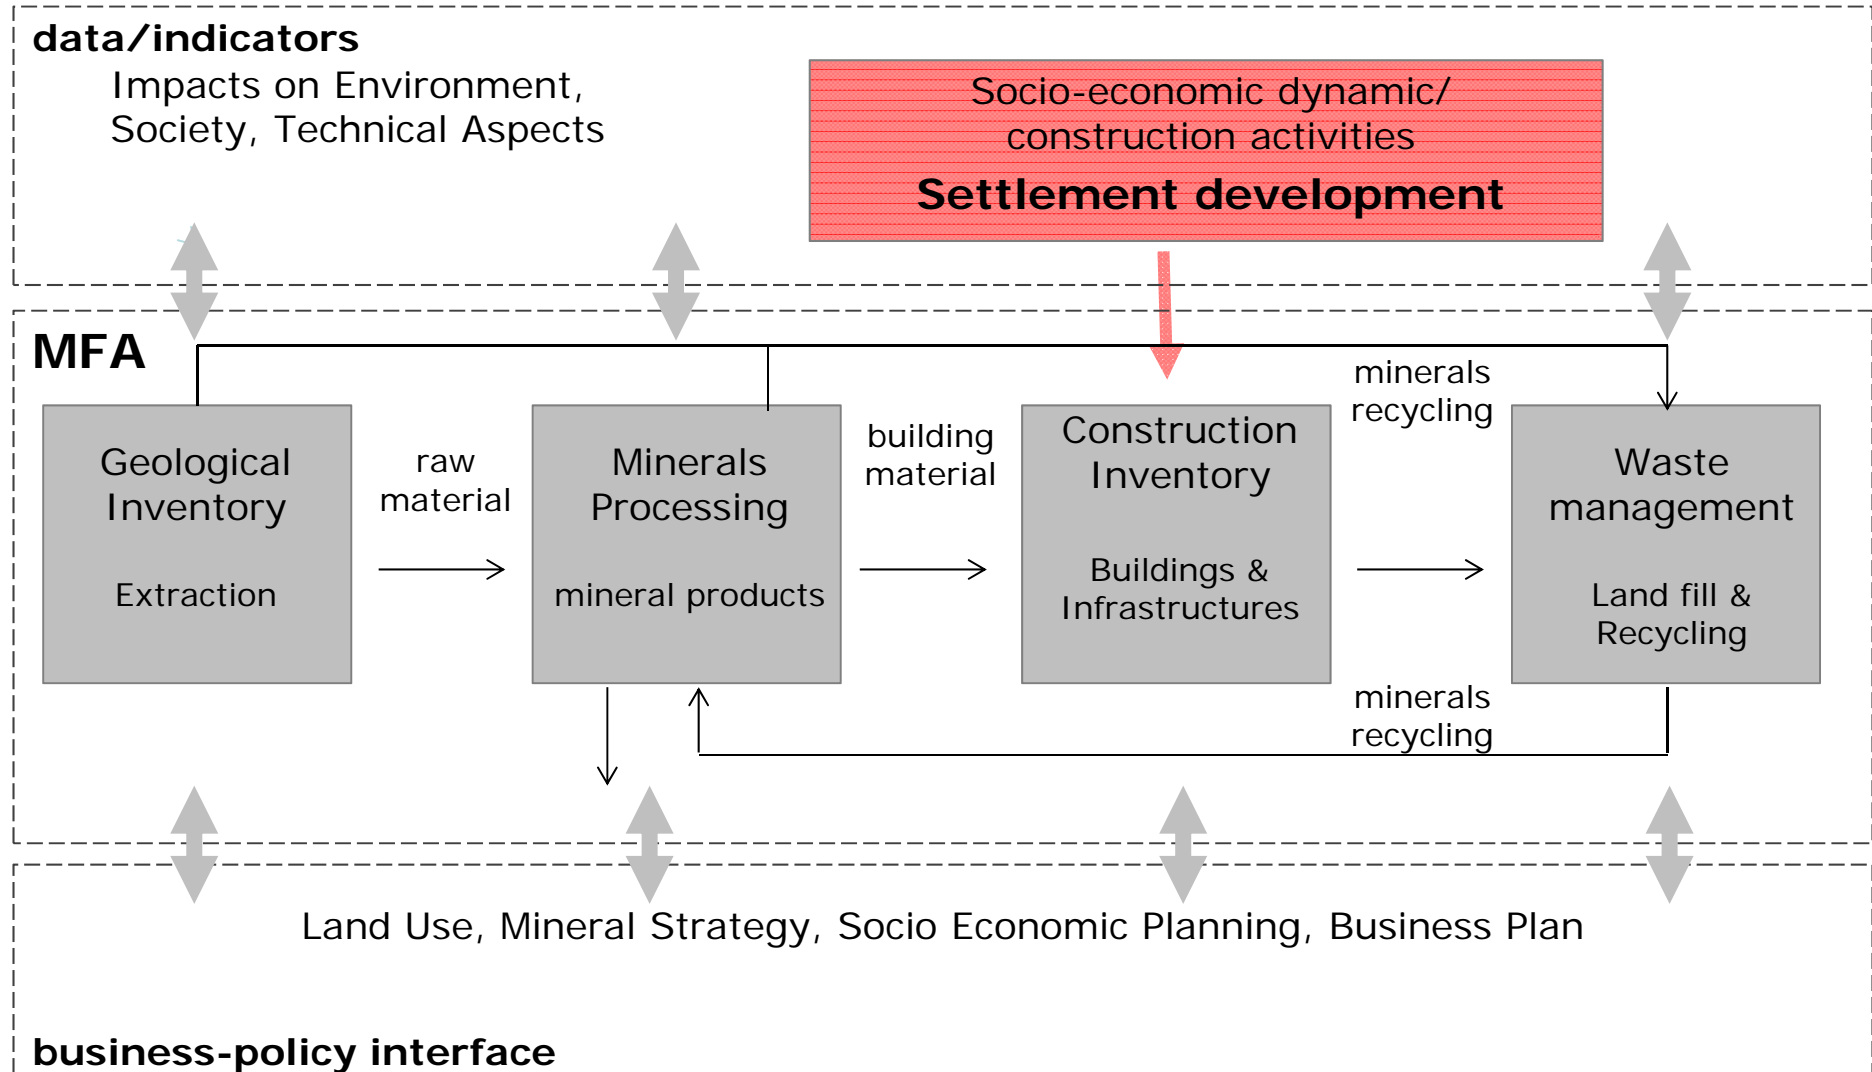 data/indicators
Impacts on Environment,
Society, Technical Aspects
Socio-economic dynamic/
construction activities
Settlement development
MFA
Geological
Inventory
Extraction
raw
material
Minerals
Processing
mineral products
building
material
Construction
Inventory
Buildings &
Infrastructures
minerals
recycling
Waste
management
Land fill &
Recycling
minerals
recycling
Land Use, Mineral Strategy, Socio Economic Planning, Business Plan
business-policy interface